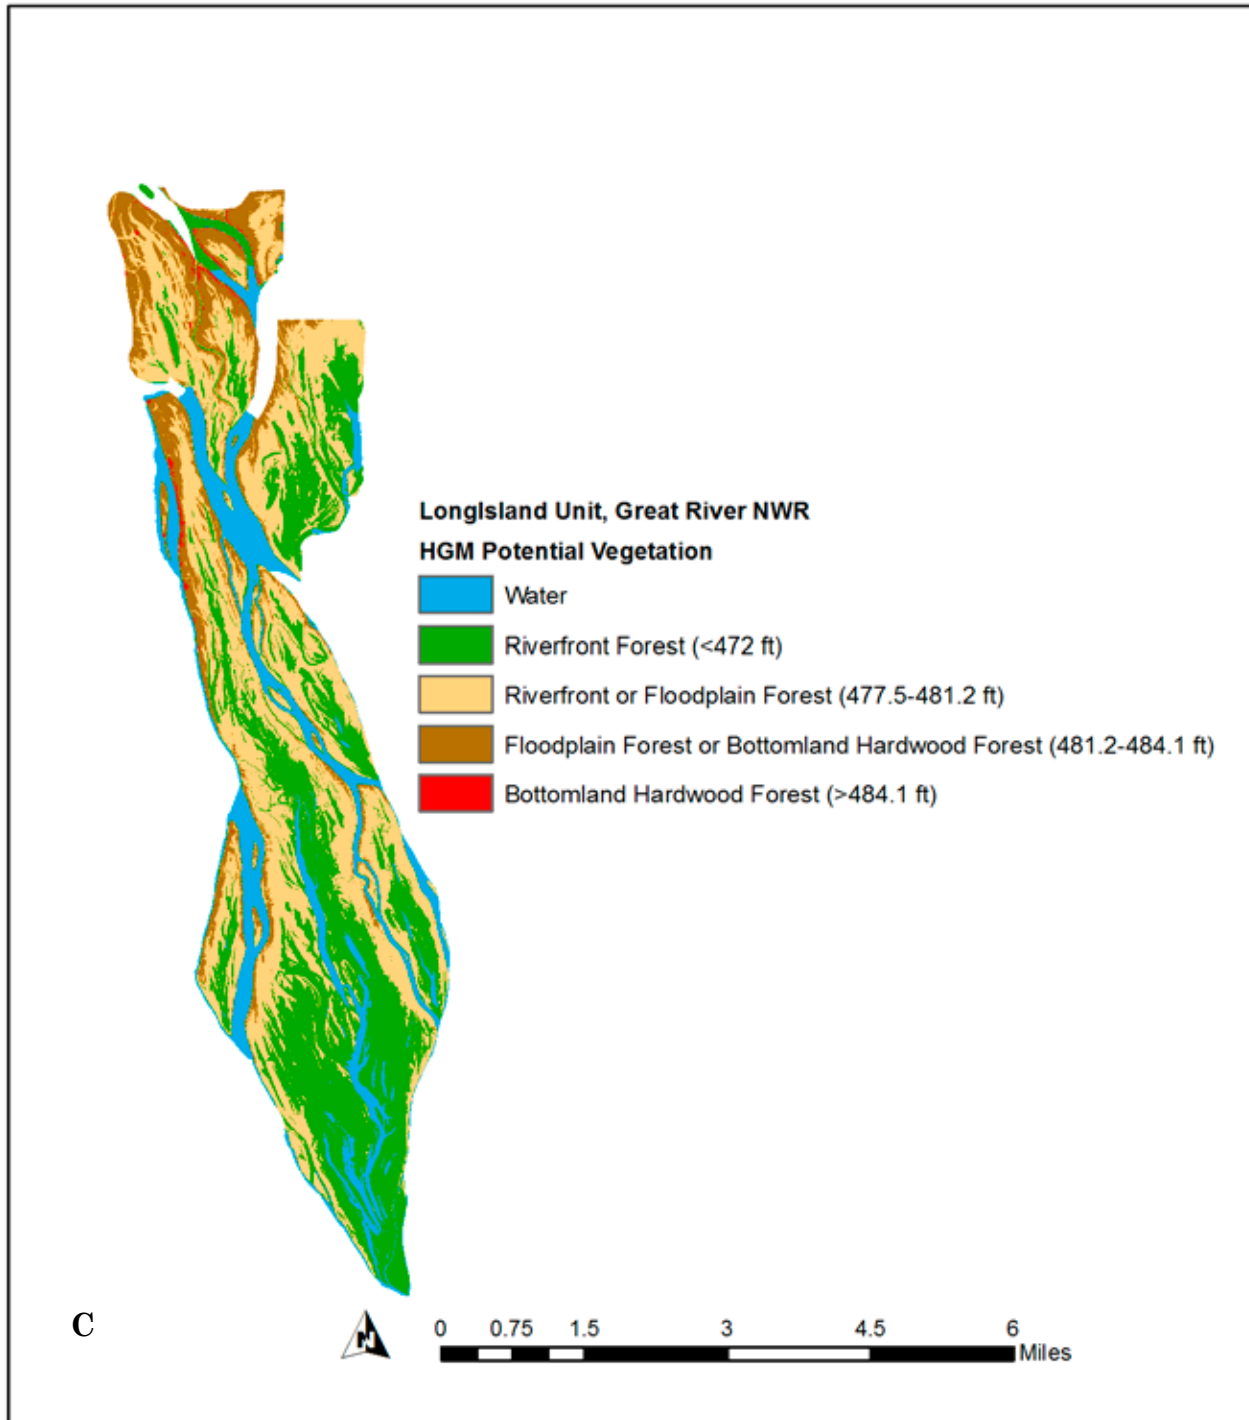 LongIsland Unit, Great River NWR
HGM Potential Vegetation
Water
Riverfront Forest (<472 ft)
Riverfront or Floodplain Forest (477.5-481.2 ft)
Floodplain Forest or Bottomland Hardwood Forest (481.2-484.1 ft)
Bottomland Hardwood Forest (>484.1 ft)
C
N
0 0.75 1.5 3 4.5 6
Miles